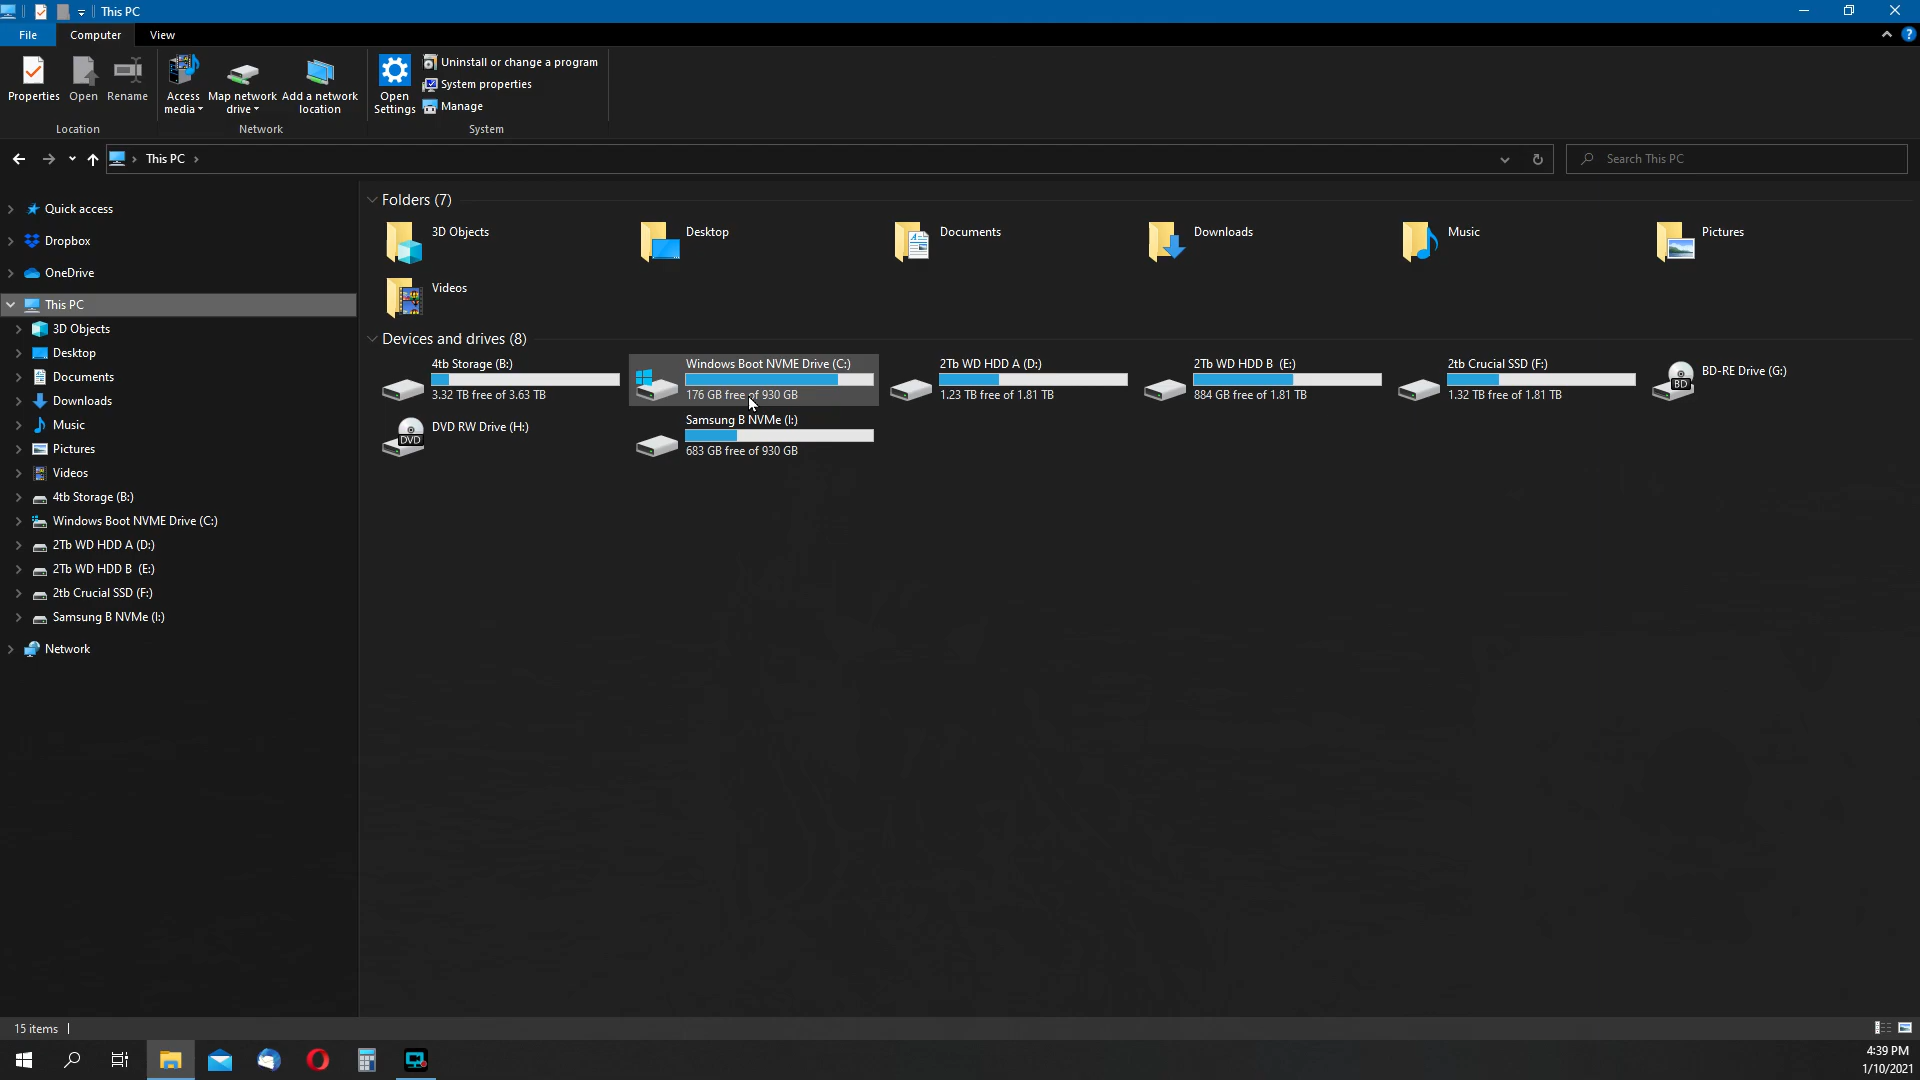 This PC
File
Computer
View
?
Properties
Open
Rename
Access media
Map network drive
Add a network location
Open Settings
Uninstall or change a program
System properties
Manage
Location
Network
System
This PC
Search This PC
Quick access
Dropbox
OneDrive
This PC
3D Objects
Desktop
Documents
Downloads
Music
Pictures
Videos
4tb Storage (B:)
Windows Boot NVME Drive (C:)
2Tb WD HDD A (D:)
2Tb WD HDD B  (E:)
2tb Crucial SSD (F:)
Samsung B NVMe (I:)
Network
Folders (7)
3D Objects
Desktop
Documents
Downloads
Music
Pictures
Videos
Devices and drives (8)
4tb Storage (B:)
3.32 TB free of 3.63 TB
Windows Boot NVME Drive (C:)
176 GB free of 930 GB
2Tb WD HDD A (D:)
1.23 TB free of 1.81 TB
2Tb WD HDD B  (E:)
884 GB free of 1.81 TB
2tb Crucial SSD (F:)
1.32 TB free of 1.81 TB
BD
BD-RE Drive (G:)
DVD
DVD RW Drive (H:)
Samsung B NVMe (I:)
683 GB free of 930 GB
15 items
4:39 PM
1/10/2021